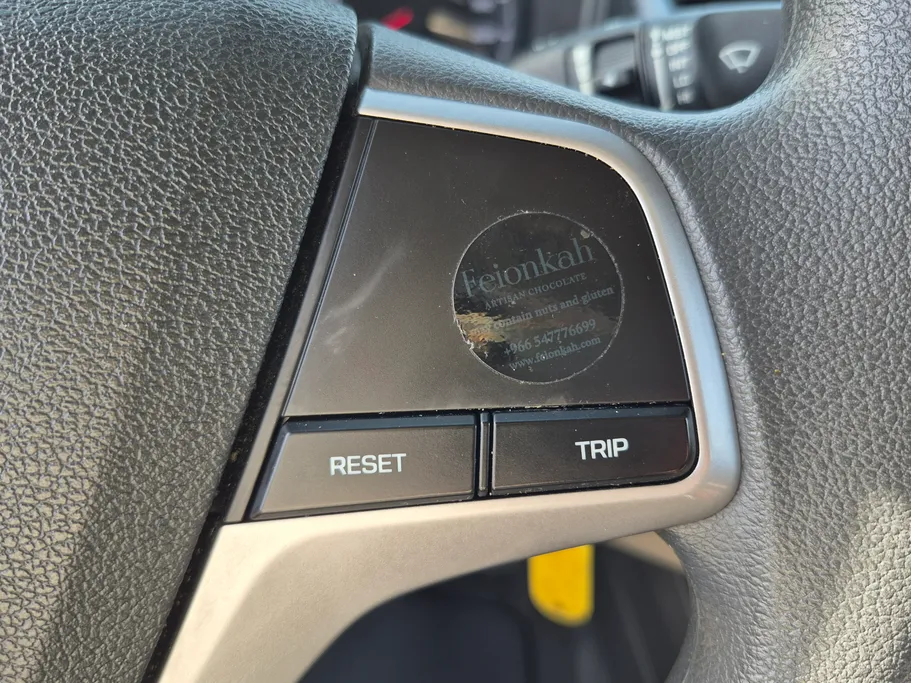 Feionkah
ARTISAN CHOCOLATE
contain nuts and gluten
+966 547776699
www.feionkah.com
RESET
TRIP